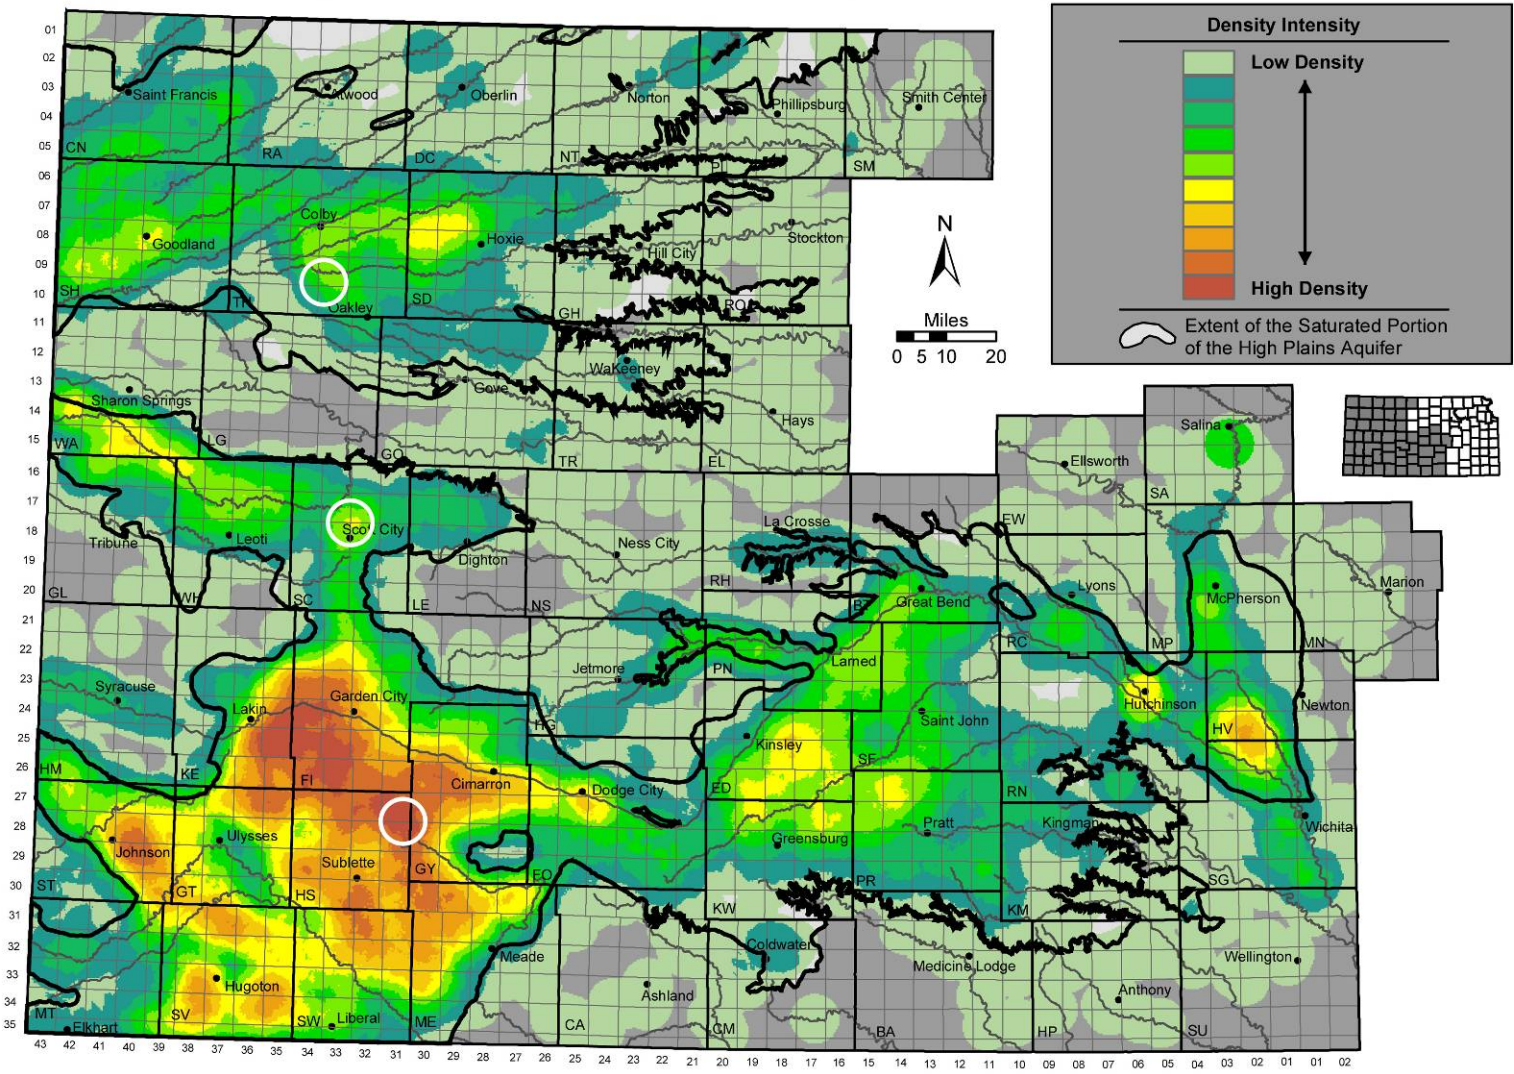 Density Intensity
Low Density
High Density
Extent of the Saturated Portion
of the High Plains Aquifer
N
Miles
0 5 10 20
01
02
03
04
05
06
07
08
09
10
11
12
13
14
15
16
17
18
19
20
21
22
23
24
25
26
27
28
29
30
31
32
33
34
35
Saint Francis
Atwood
Oberlin
Norton
Phillipsburg
Smith Center
CN
RA
DC
NT
SM
Colby
Goodland
Hoxie
Hill City
Stockton
SH
TH
Oakley
SD
GH
RO
Sharon Springs
Gove
WaKeeney
Hays
WA
LG
GO
TR
EL
Salina
Ellsworth
SA
EW
Tribune
Leoti
Scott City
Dighton
Ness City
La Crosse
GL
WH
SC
LE
NS
RH
Great Bend
Lyons
McPherson
Marion
RC
MP
MN
Syracuse
Lakin
Garden City
Jetmore
PN
Larned
Hutchinson
Newton
HM
KE
FI
Cimarron
HG
Kinsley
Saint John
HV
Dodge City
ED
SF
RN
Johnson
Ulysses
Sublette
Greensburg
Pratt
Kingman
Wichita
ST
GT
HS
GY
FO
KW
PR
KM
SG
Hugoton
Liberal
Meade
Ashland
Coldwater
Medicine Lodge
Anthony
Wellington
MT
Elkhart
SV
SW
ME
CA
CM
BA
HP
SU
43 42 41 40 39 38 37 36 35 34 33 32 31 30 29 28 27 26 25 24 23 22 21 20 19 18 17 16 15 14 13 12 11 10 09 08 07 06 05 04 03 02 01 01 02